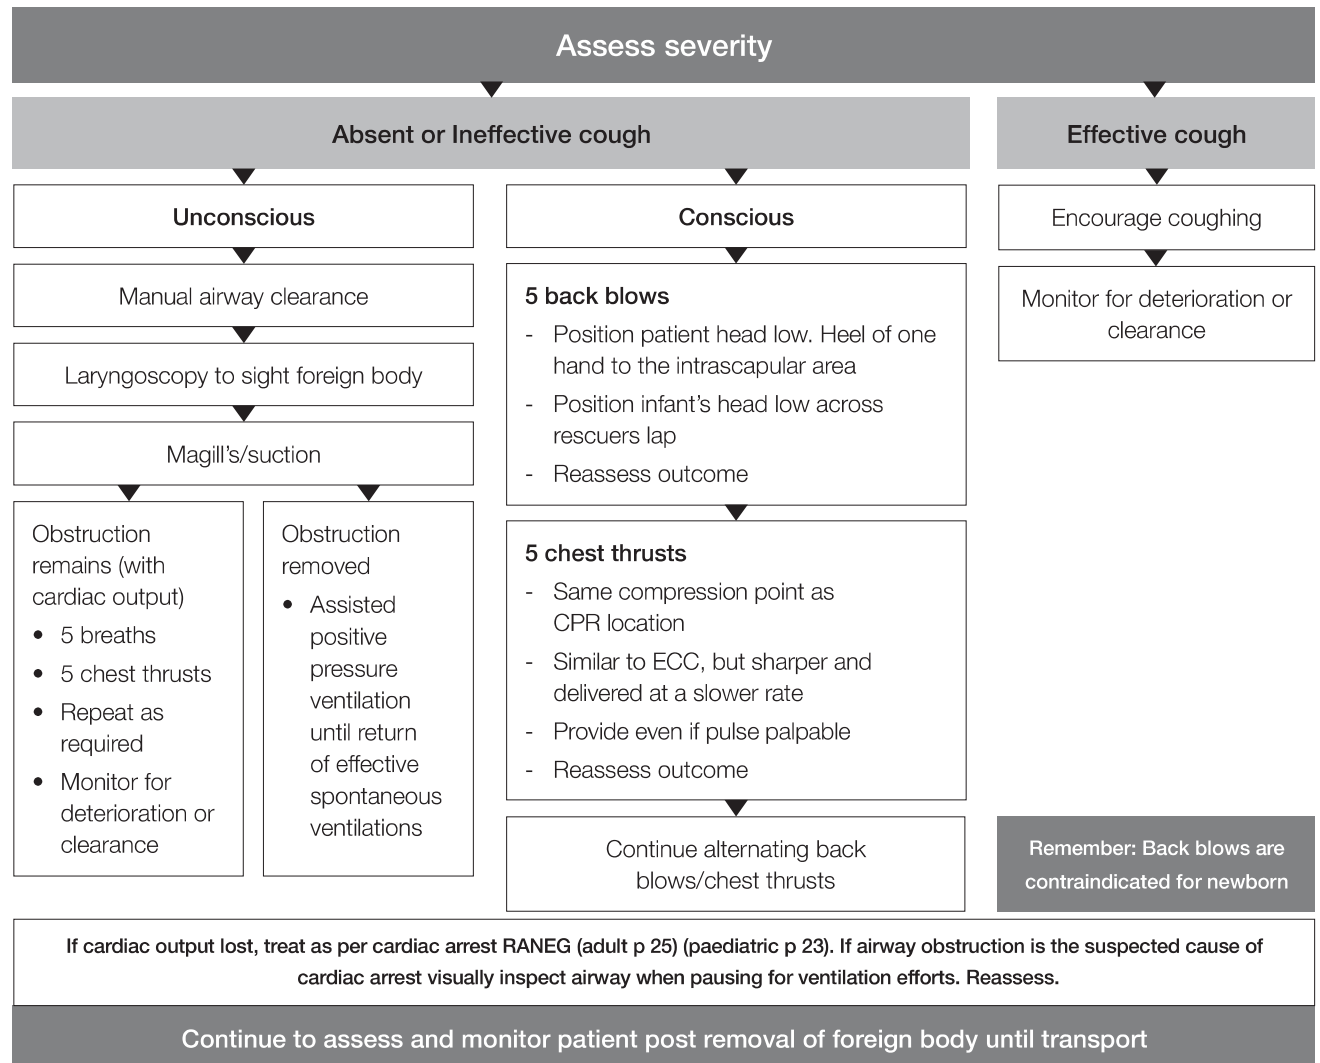 Assess severity
Absent or Ineffective cough
Effective cough
Unconscious
Manual airway clearance
Laryngoscopy to sight foreign body
Magill's/suction
Obstruction
remains (with
cardiac output)
• 5 breaths
• 5 chest thrusts
• Repeat as
required
• Monitor for
deterioration or
clearance
Obstruction
removed
• Assisted
positive
pressure
ventilation
until return
of effective
spontaneous
ventilations
Conscious
5 back blows
- Position patient head low. Heel of one
hand to the intrascapular area
- Position infant's head low across
rescuers lap
- Reassess outcome
5 chest thrusts
- Same compression point as
CPR location
- Similar to ECC, but sharper and
delivered at a slower rate
- Provide even if pulse palpable
- Reassess outcome
Continue alternating back
blows/chest thrusts
Encourage coughing
Monitor for deterioration or
clearance
Remember: Back blows are
contraindicated for newborn
If cardiac output lost, treat as per cardiac arrest RANEG (adult p 25) (paediatric p 23). If airway obstruction is the suspected cause of
cardiac arrest visually inspect airway when pausing for ventilation efforts. Reassess.
Continue to assess and monitor patient post removal of foreign body until transport